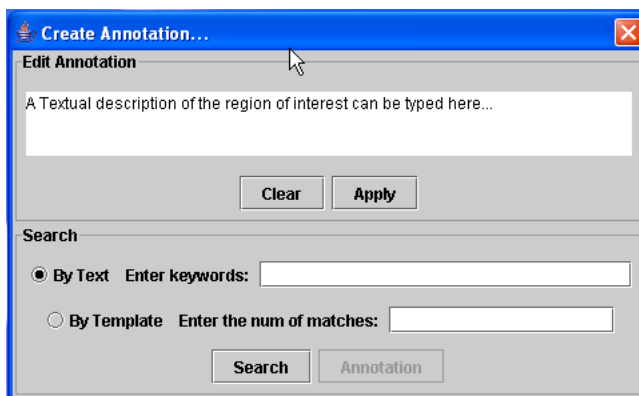 Create Annotation...
Edit Annotation
A Textual description of the region of interest can be typed here...
Clear Apply
Search
By Text Enter keywords:
By Template Enter the num of matches:
Search Annotation